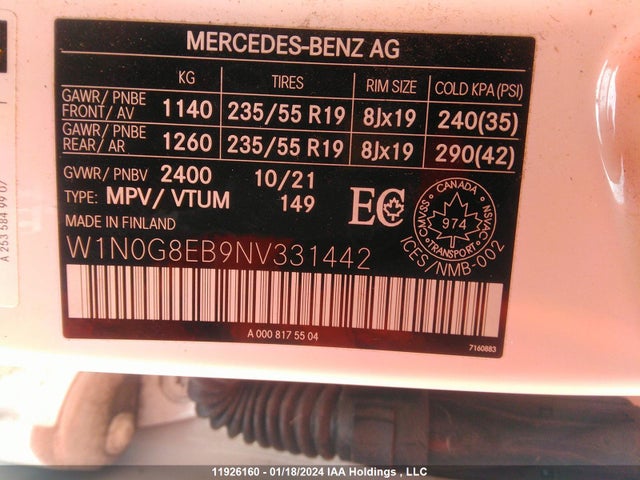 MERCEDES-BENZ AG
KG TIRES RIM SIZE COLD KPA(PSI)
GAWR/ PNBE FRONT/ AV 1140 235/55 R19 8Jx19 240(35)
GAWR/ PNBE REAR/ AR 1260 235/55 R19 8Jx19 290(42)
GVWR/ PNBV 2400 10/21
TYPE: MPV/ VTUM 149
EC
CANADA
CSVSA 974 NSVAC
TRANSPORT
ICES/NMB-002
MADE IN FINLAND
W1N0G8EB9NV331442
A 000 817 55 04
7160883
A 253 584 99 07
11926160 - 01/18/2024 IAA Holdings , LLC